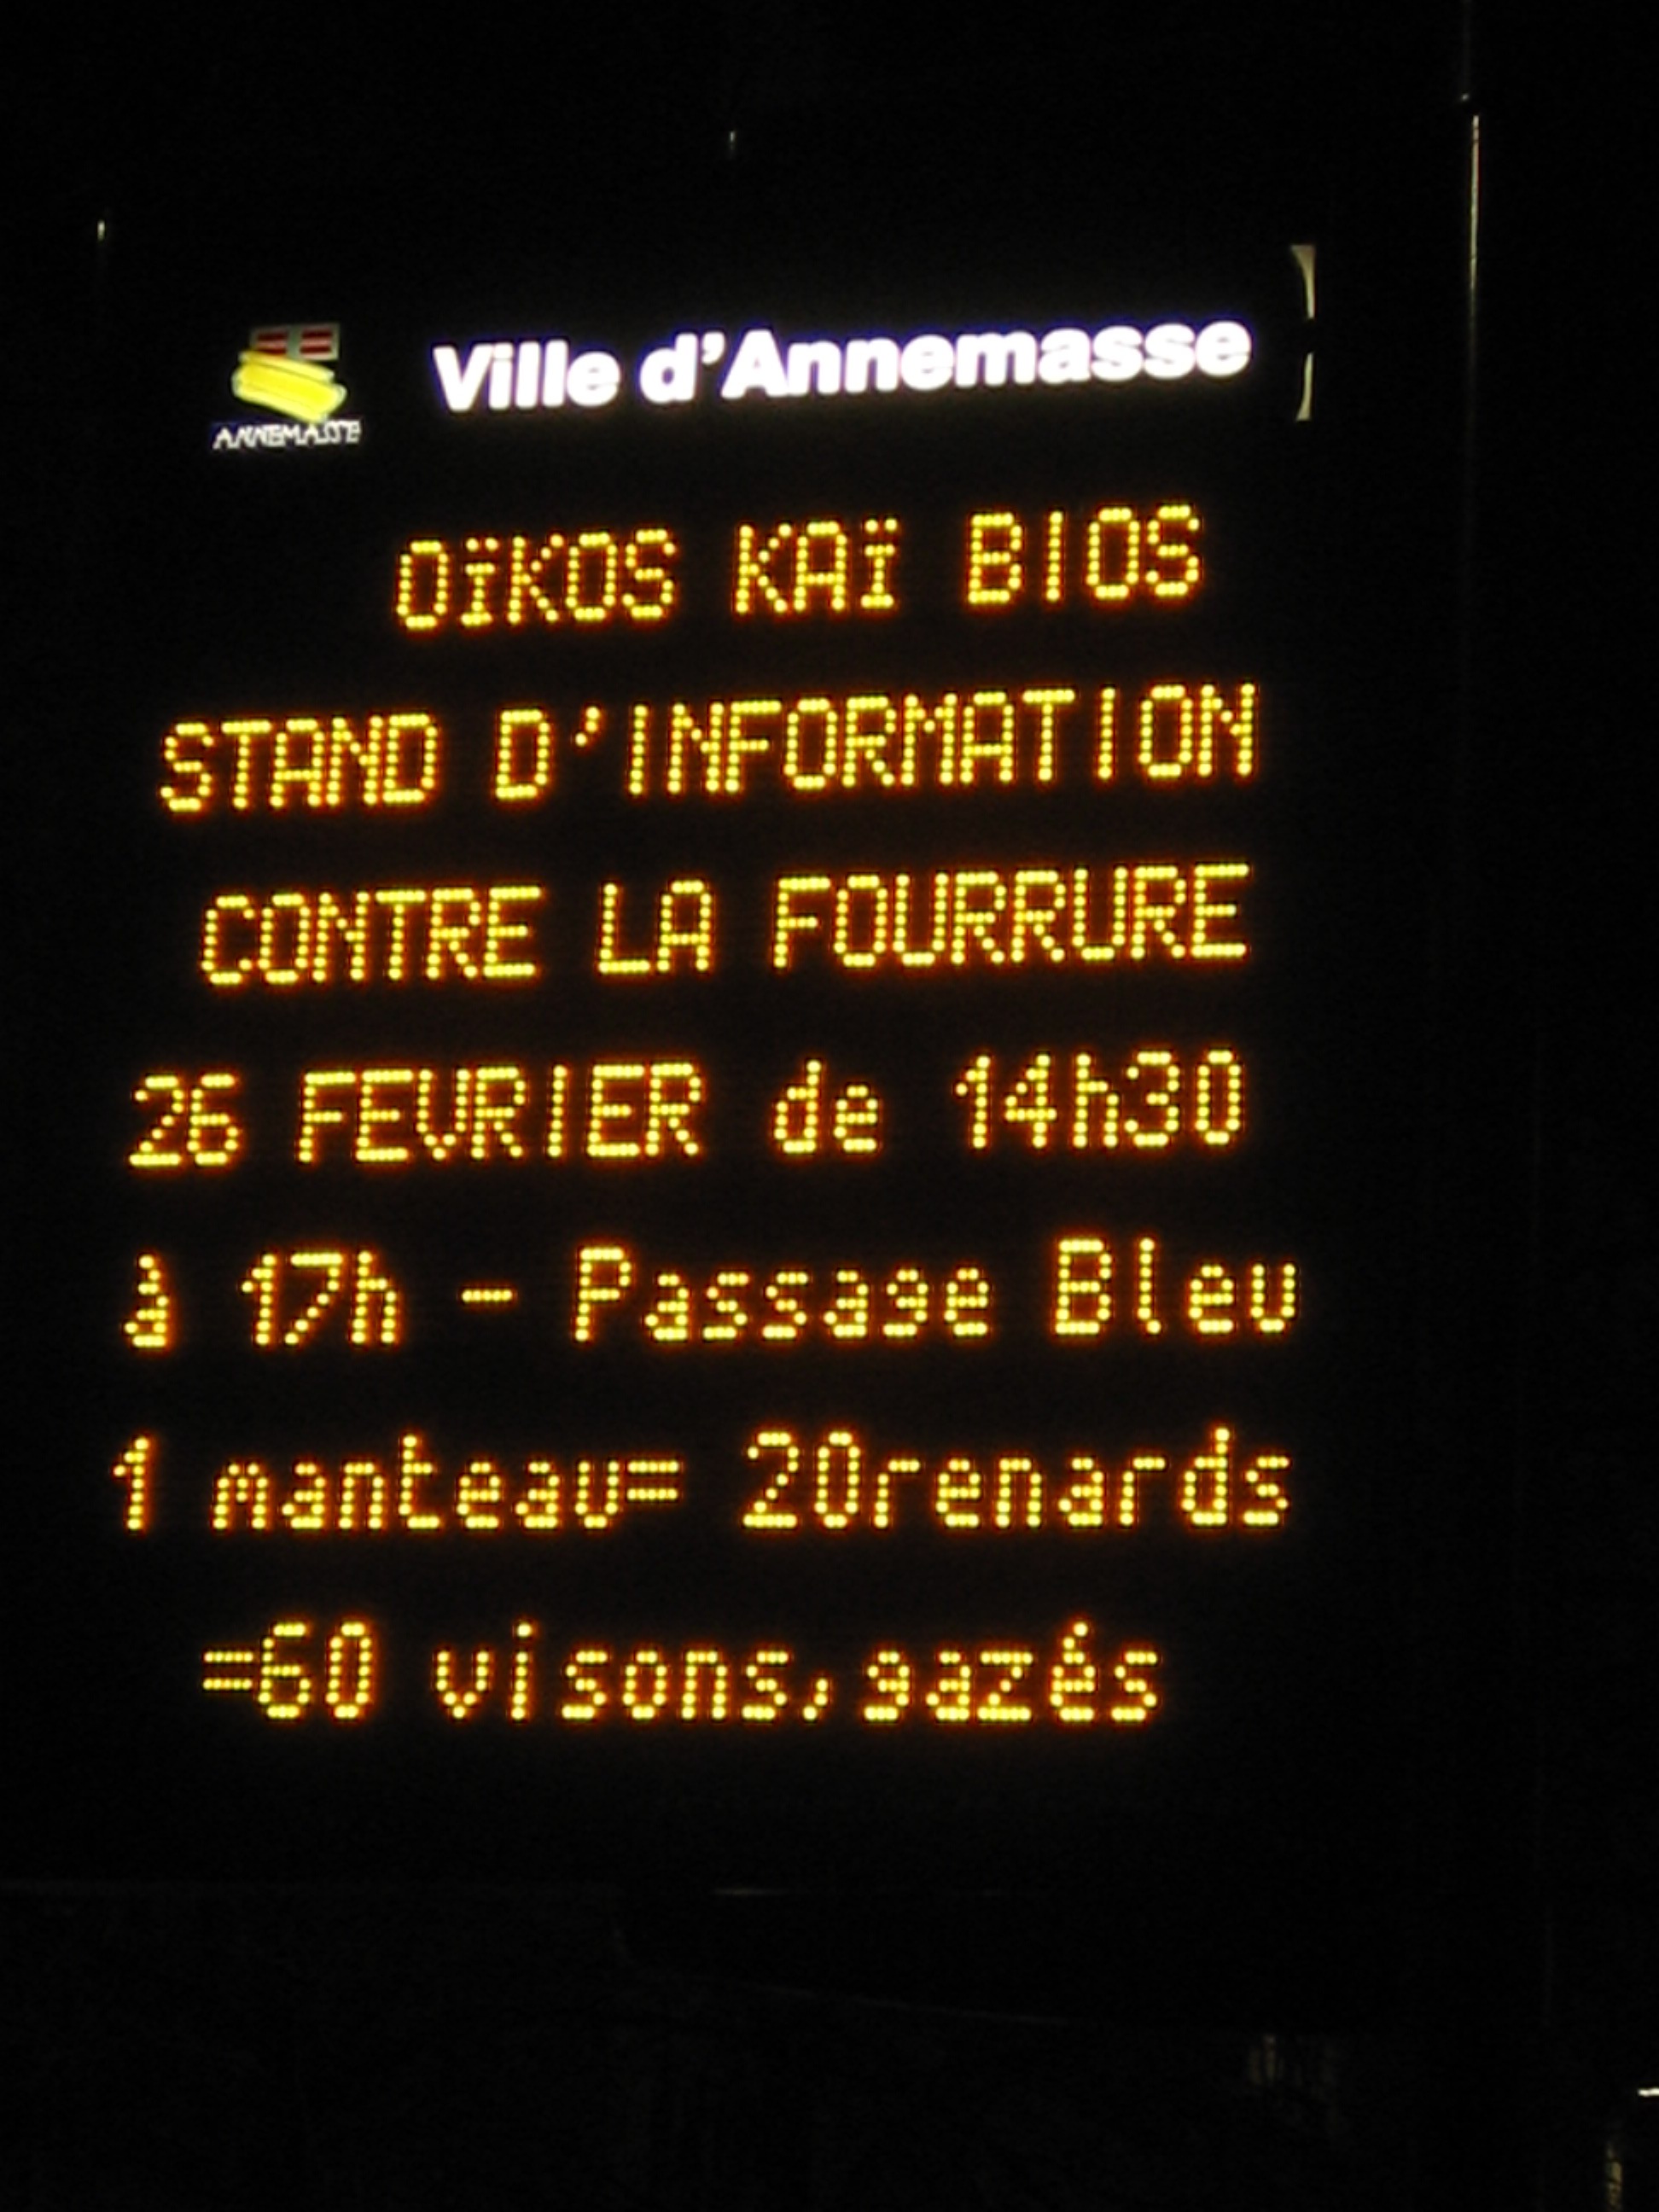 Ville d'Annemasse
ANNEMASSE
OïKOS KAï BIOS
STAND D'INFORMATION
CONTRE LA FOURRURE
26 FEVRIER de 14h30
à 17h - Passage Bleu
1 manteau= 20renards
=60 visons,gazés